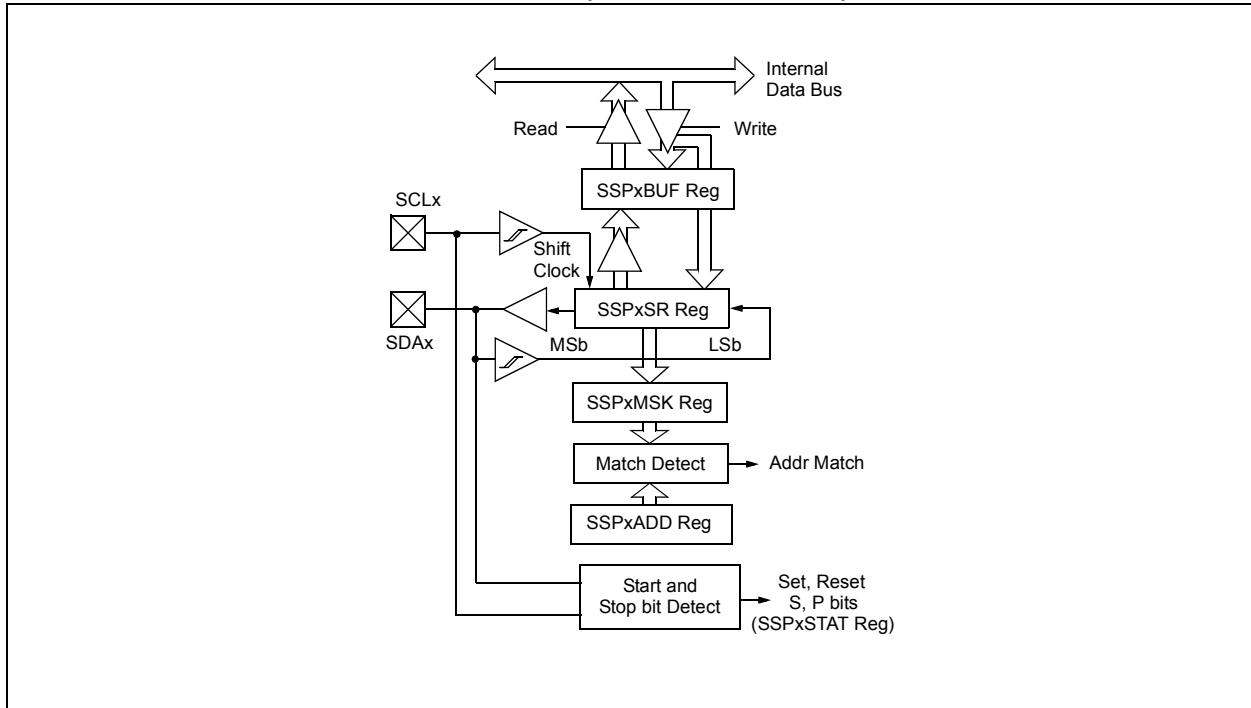 Internal
Data Bus
Read
Write
SSPxBUF Reg
SCLx
Shift
Clock
SSPxSR Reg
SDAx
MSb
LSb
SSPxMSK Reg
Match Detect
Addr Match
SSPxADD Reg
Start and
Stop bit Detect
Set, Reset
S, P bits
(SSPxSTAT Reg)